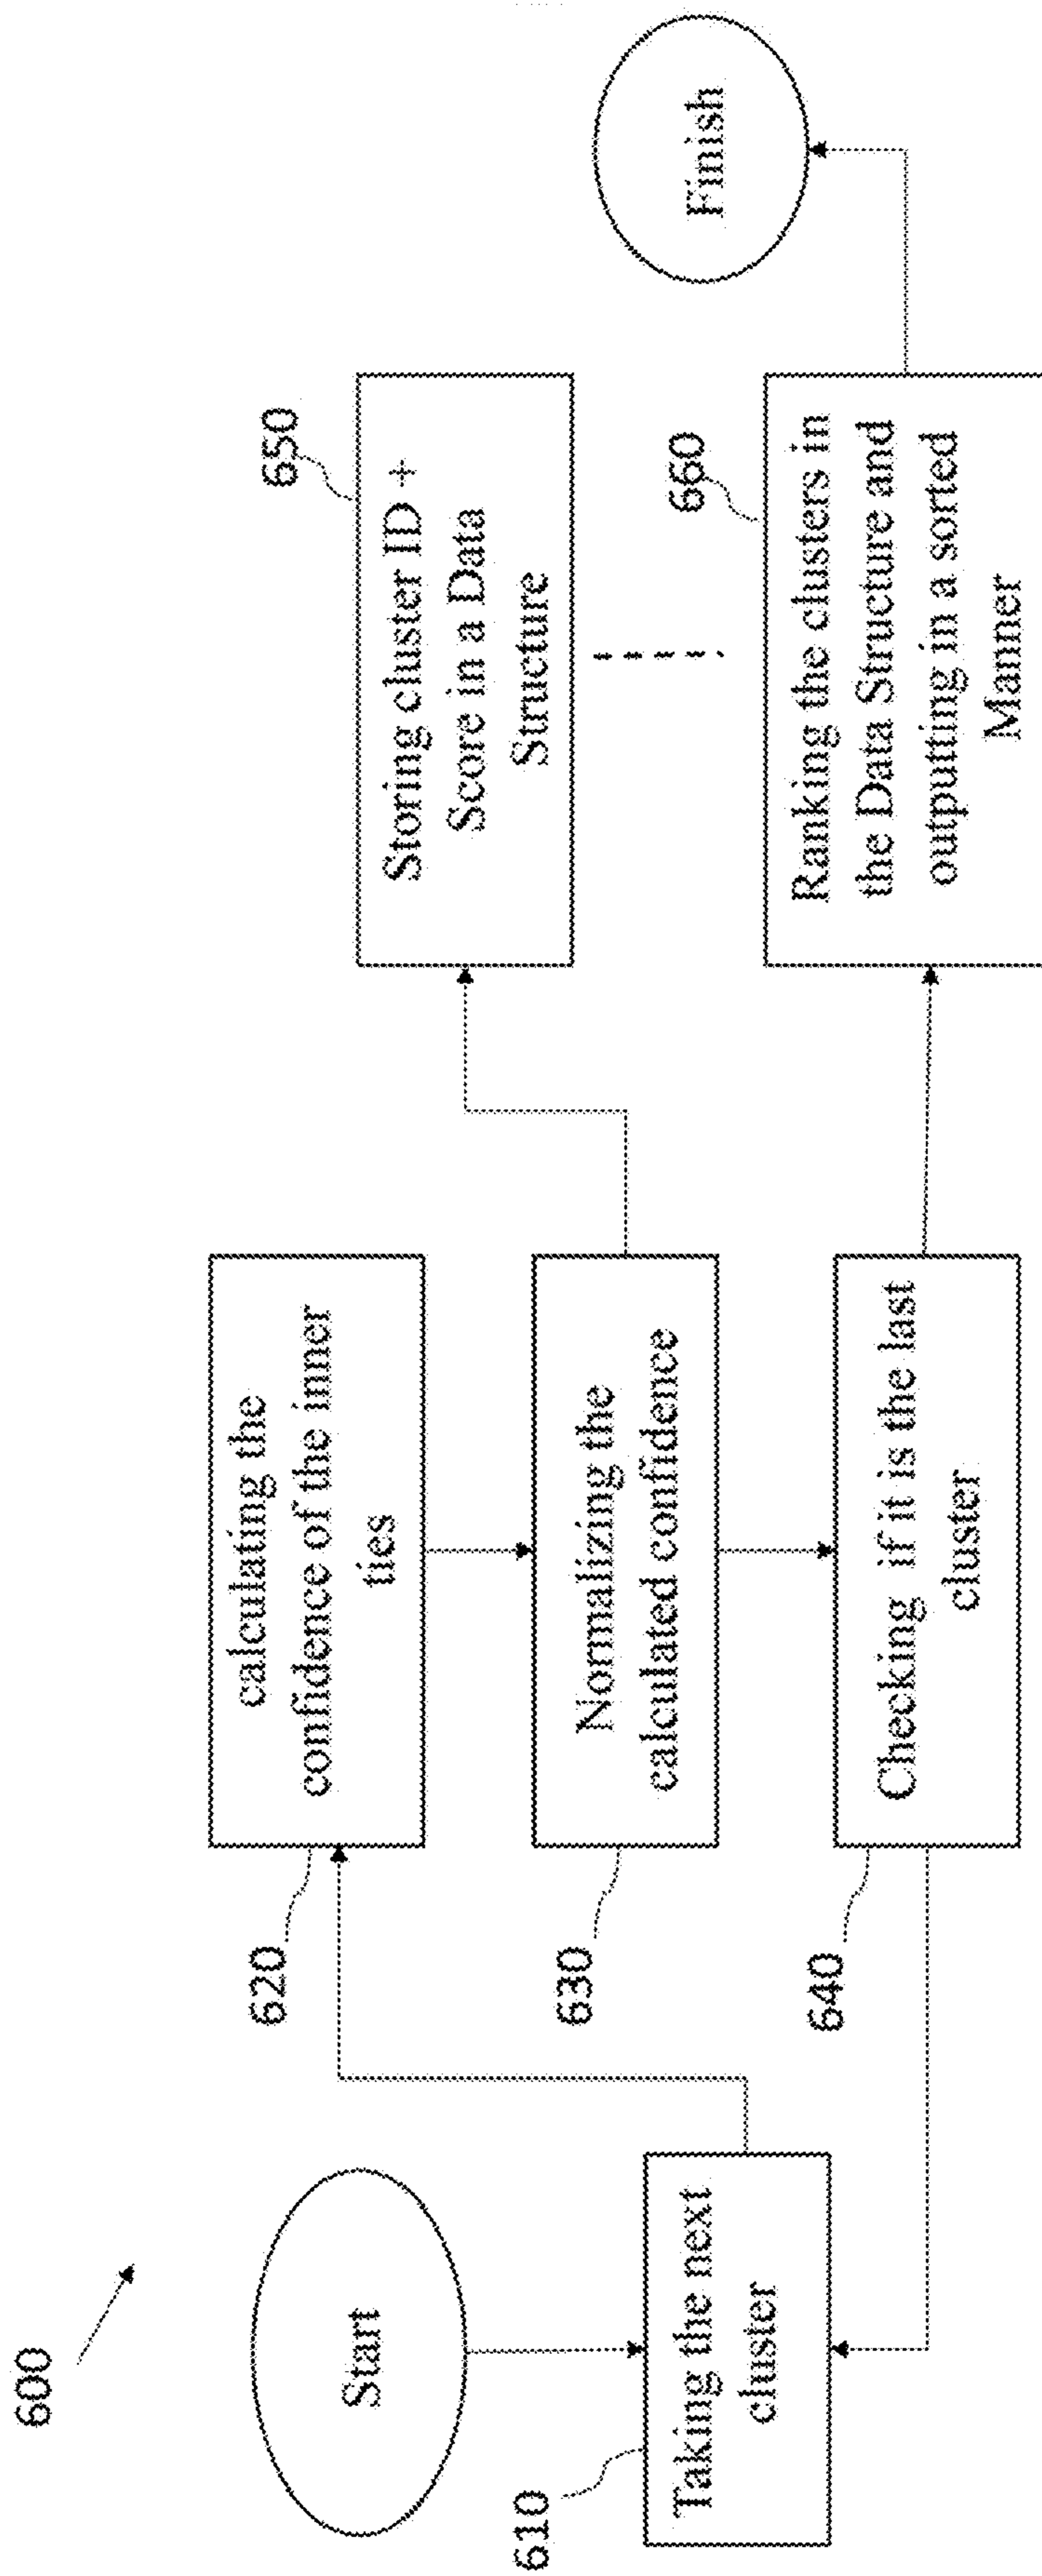 600
Start
610
Taking the next
cluster
620
calculating the
confidence of the inner
ties
630
Normalizing the
calculated confidence
640
Checking if it is the last
cluster
650
Storing cluster ID +
Score in a Data
Structure
660
Ranking the clusters in
the Data Structure and
outputting in a sorted
Manner
Finish